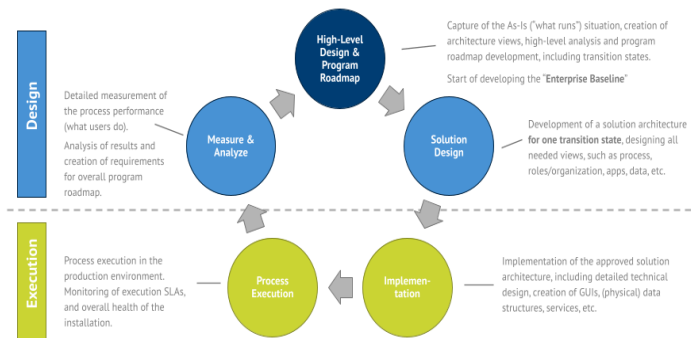 High-Level
Design &
Program
Roadmap
Capture of the As-Is (“what runs”) situation, creation of
architecture views, high-level analysis and program
roadmap development, including transition states.
Start of developing the “Enterprise Baseline”
Design
Detailed measurement of
the process performance
(what users do).
Analysis of results and
creation of requirements
for overall program
roadmap.
Measure &
Analyze
Solution
Design
Development of a solution architecture
for one transition state, designing all
needed views, such as process,
roles/organization, apps, data, etc.
Execution
Process execution in the
production environment.
Monitoring of execution SLAs,
and overall health of the
installation.
Process
Execution
Implemen-
tation
Implementation of the approved solution
architecture, including detailed technical
design, creation of GUIs, (physical) data
structures, services, etc.